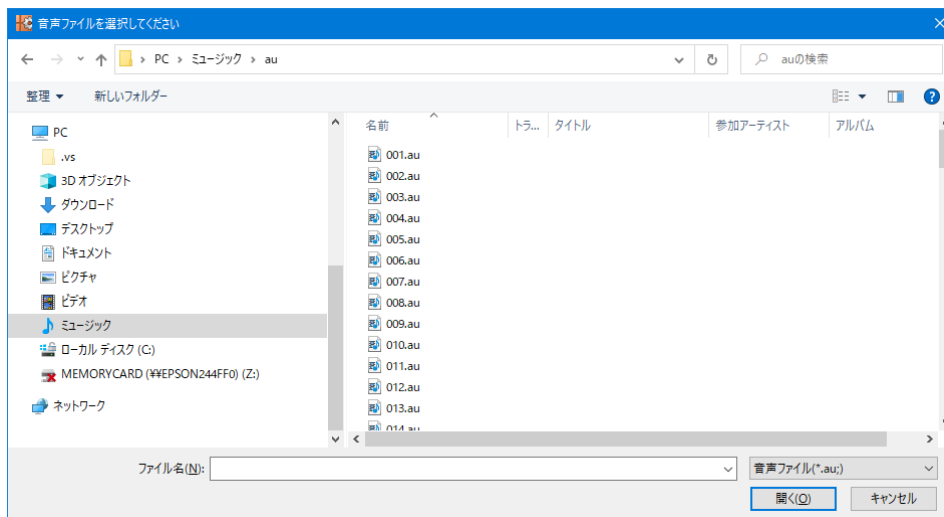 音声ファイルを選択してください
PC › ミュージック › au
auの検索
整理 新しいフォルダー
PC
.vs
3D オブジェクト
ダウンロード
デスクトップ
ドキュメント
ピクチャ
ビデオ
ミュージック
ローカル ディスク (C:)
MEMORYCARD (¥¥EPSON244FF0) (Z:)
ネットワーク
名前 トラ... タイトル 参加アーティスト アルバム
001.au
002.au
003.au
004.au
005.au
006.au
007.au
008.au
009.au
010.au
011.au
012.au
013.au
014.au
ファイル名(N):
音声ファイル(*.au;)
開く(O) キャンセル